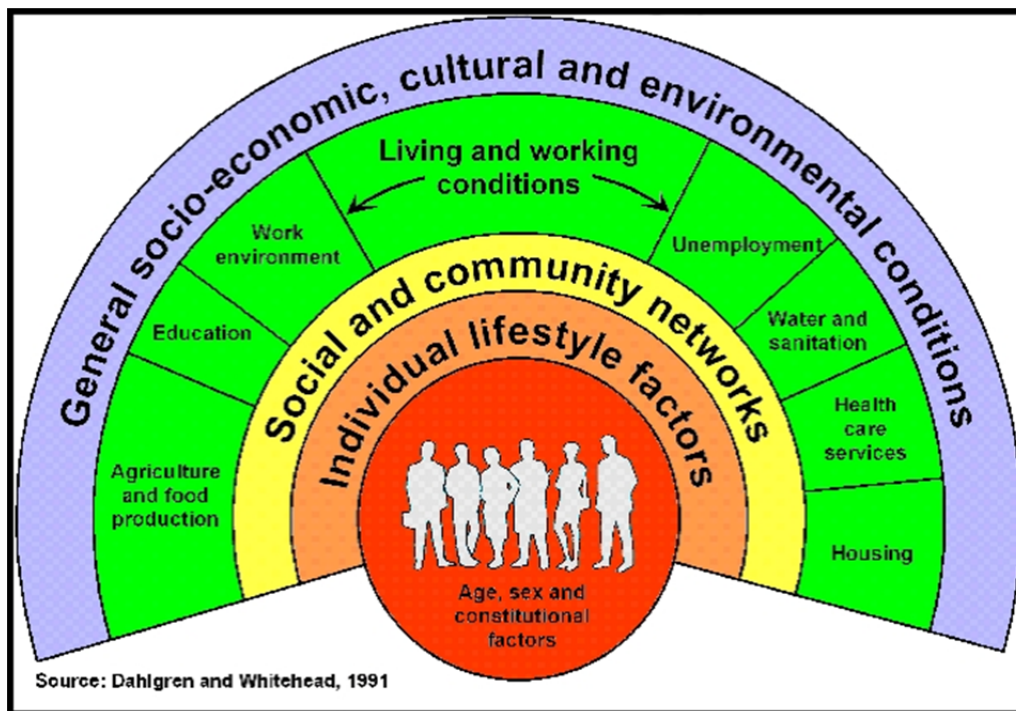 General socio-economic, cultural and environmental conditions
Living and working
conditions
Work
environment
Education
Agriculture
and food
production
Unemployment
Water and
sanitation
Health
care
services
Housing
Social and community networks
Individual lifestyle factors
Age, sex and
constitutional
factors
Source: Dahlgren and Whitehead, 1991